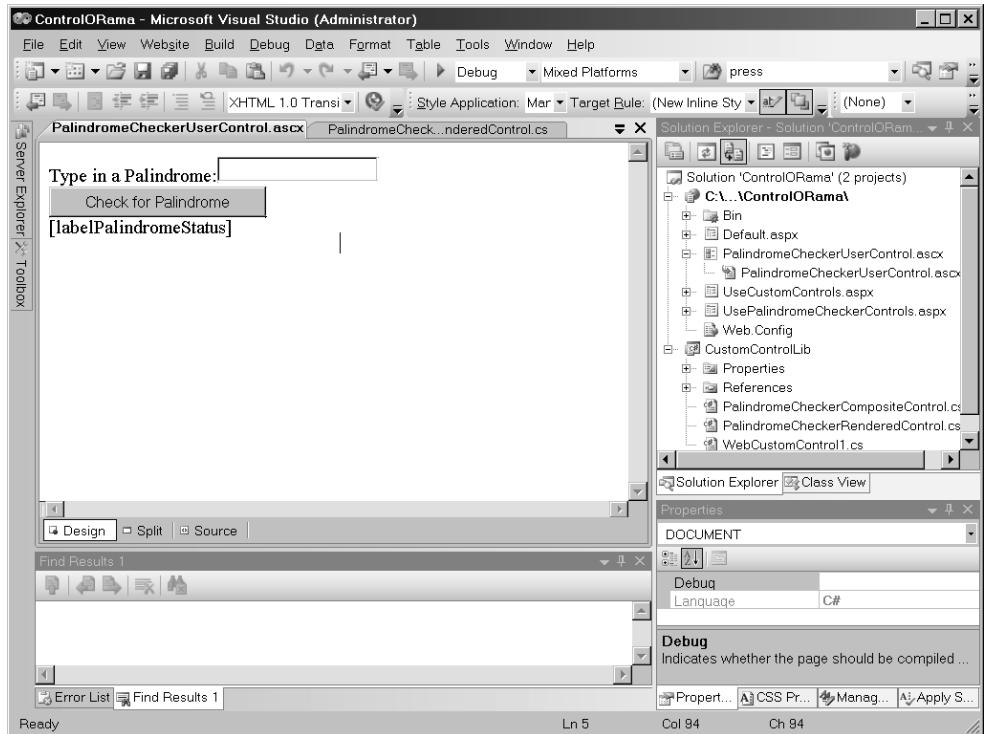 ControlORama - Microsoft Visual Studio (Administrator)
File Edit View Website Build Debug Data Format Table Tools Window Help
Debug Mixed Platforms press
XHTML 1.0 Transi Style Application: Mar Target Rule: (New Inline Sty ab (None)
Server Explorer
Toolbox
PalindromeCheckerUserControl.ascx PalindromeCheck...nderedControl.cs
Type in a Palindrome:
Check for Palindrome
[labelPalindromeStatus]
Design Split Source
Solution Explorer - Solution 'ControlORam...
Solution 'ControlORama' (2 projects)
C:\...\ControlORama\
Bin
Default.aspx
PalindromeCheckerUserControl.ascx
PalindromeCheckerUserControl.ascx
UseCustomControls.aspx
UsePalindromeCheckerControls.aspx
Web.Config
CustomControlLib
Properties
References
PalindromeCheckerCompositeControl.cs
PalindromeCheckerRenderedControl.cs
WebCustomControl1.cs
Solution Explorer Class View
Properties
DOCUMENT
Debug
Language C#
Debug
Indicates whether the page should be compiled ...
Propert... CSS Pr... Manag... Apply S...
Find Results 1
Error List Find Results 1
Ready Ln 5 Col 94 Ch 94